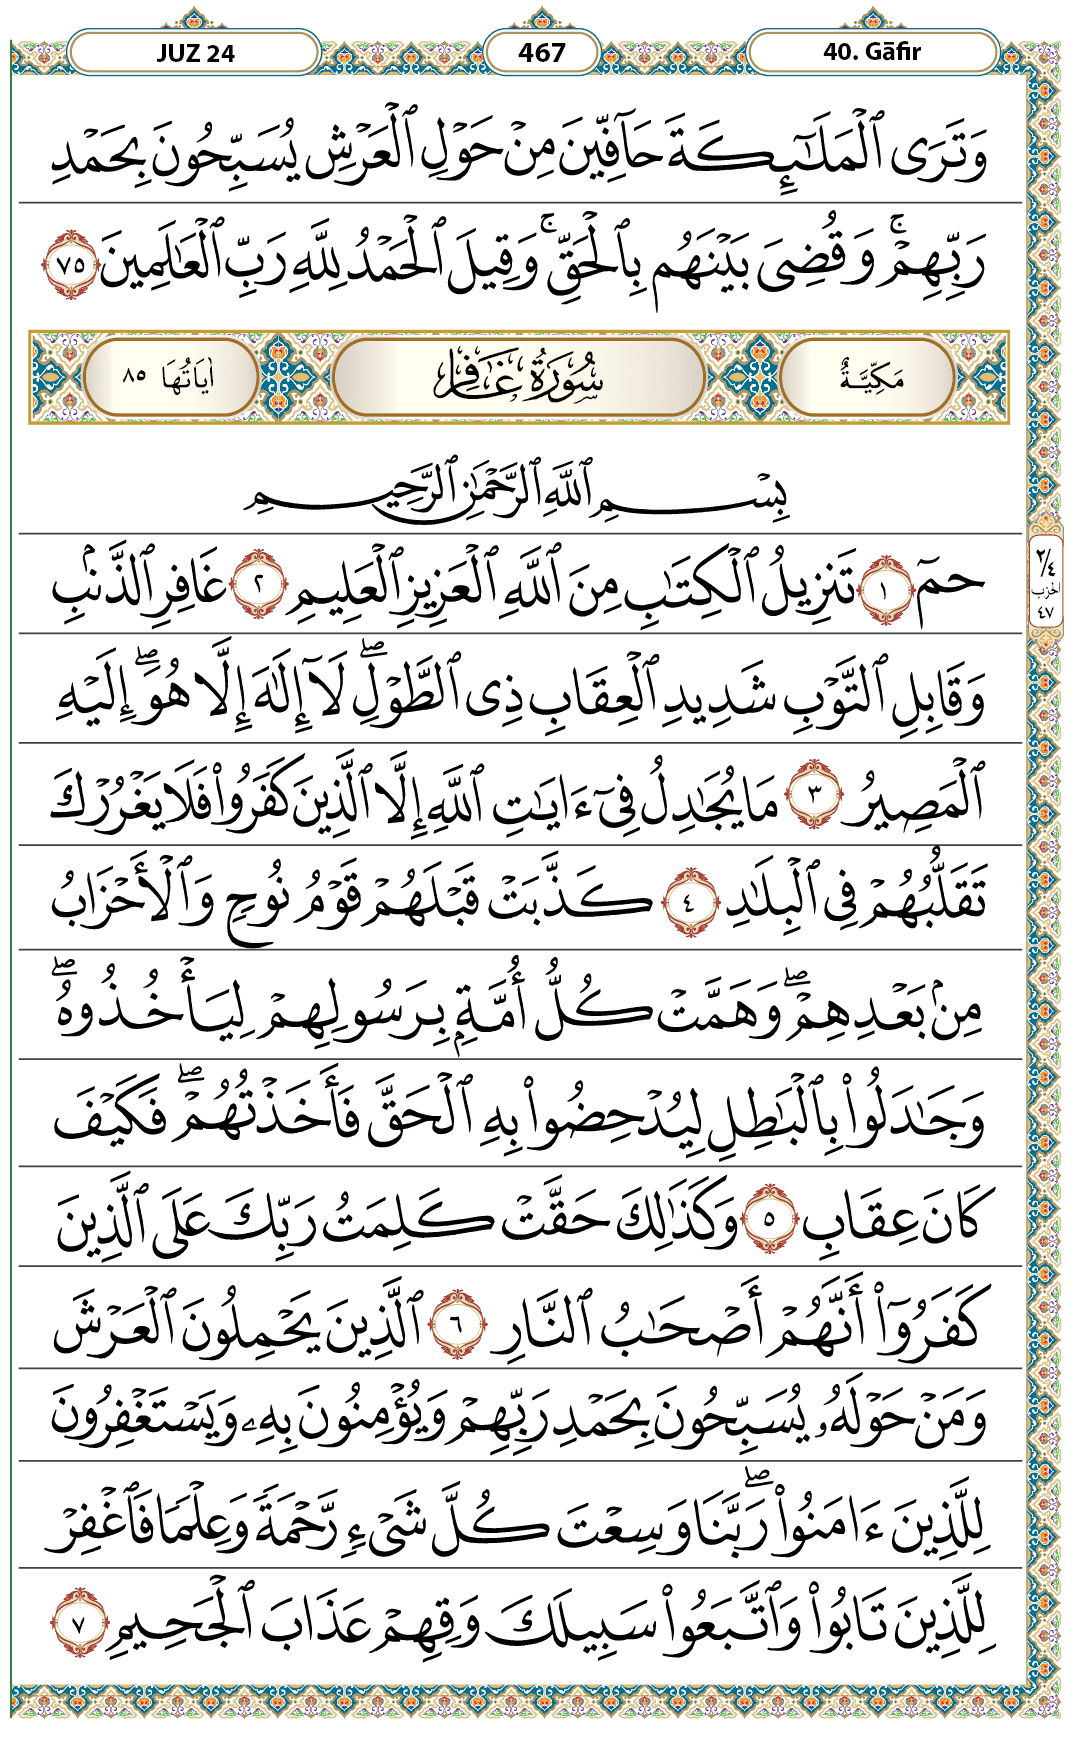 JUZ 24
467
40. Gāfir
وَتَرَى ٱلْمَلَٰٓئِكَةَ حَآفِّينَ مِنْ حَوْلِ ٱلْعَرْشِ يُسَبِّحُونَ بِحَمْدِ
رَبِّهِمْ ۚ وَقُضِىَ بَيْنَهُم بِٱلْحَقِّ ۚ وَقِيلَ ٱلْحَمْدُ لِلَّهِ رَبِّ ٱلْعَٰلَمِينَ ٧٥
مَكِّيَّةٌ سُورَةُ غَافِر اٰيَاتُهَا ٨٥
بِسْمِ ٱللَّهِ ٱلرَّحْمَٰنِ ٱلرَّحِيمِ
حمٓ ١ تَنزِيلُ ٱلْكِتَٰبِ مِنَ ٱللَّهِ ٱلْعَزِيزِ ٱلْعَلِيمِ ٢ غَافِرِ ٱلذَّنۢبِ
وَقَابِلِ ٱلتَّوْبِ شَدِيدِ ٱلْعِقَابِ ذِى ٱلطَّوْلِ ۖ لَآ إِلَٰهَ إِلَّا هُوَ ۖ إِلَيْهِ
ٱلْمَصِيرُ ٣ مَا يُجَٰدِلُ فِىٓ ءَايَٰتِ ٱللَّهِ إِلَّا ٱلَّذِينَ كَفَرُوا۟ فَلَا يَغْرُرْكَ
تَقَلُّبُهُمْ فِى ٱلْبِلَٰدِ ٤ كَذَّبَتْ قَبْلَهُمْ قَوْمُ نُوحٍ وَٱلْأَحْزَابُ
مِنۢ بَعْدِهِمْ ۖ وَهَمَّتْ كُلُّ أُمَّةٍۭ بِرَسُولِهِمْ لِيَأْخُذُوهُ ۖ
وَجَٰدَلُوا۟ بِٱلْبَٰطِلِ لِيُدْحِضُوا۟ بِهِ ٱلْحَقَّ فَأَخَذْتُهُمْ ۖ فَكَيْفَ
كَانَ عِقَابِ ٥ وَكَذَٰلِكَ حَقَّتْ كَلِمَتُ رَبِّكَ عَلَى ٱلَّذِينَ
كَفَرُوٓا۟ أَنَّهُمْ أَصْحَٰبُ ٱلنَّارِ ٦ ٱلَّذِينَ يَحْمِلُونَ ٱلْعَرْشَ
وَمَنْ حَوْلَهُۥ يُسَبِّحُونَ بِحَمْدِ رَبِّهِمْ وَيُؤْمِنُونَ بِهِۦ وَيَسْتَغْفِرُونَ
لِلَّذِينَ ءَامَنُوا۟ ۖ رَبَّنَا وَسِعْتَ كُلَّ شَىْءٍ رَّحْمَةً وَعِلْمًا فَٱغْفِرْ
لِلَّذِينَ تَابُوا۟ وَٱتَّبَعُوا۟ سَبِيلَكَ وَقِهِمْ عَذَابَ ٱلْجَحِيمِ ٧
٢/٤
الحزب
٤٧